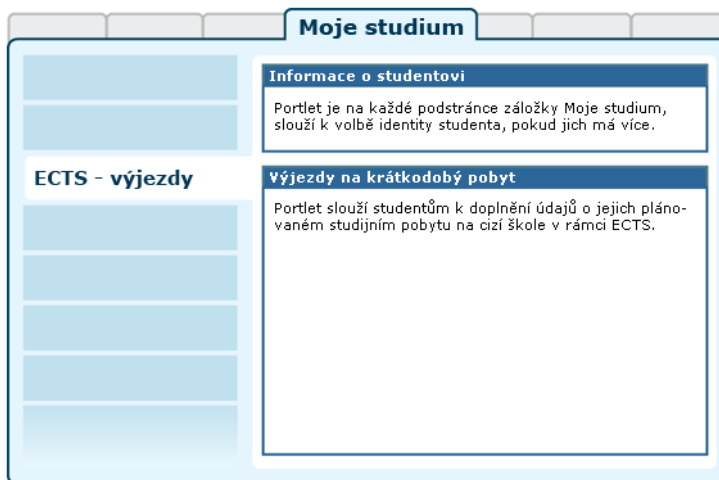 Moje studium
Informace o studentovi
Portlet je na každé podstránce záložky Moje studium,
slouží k volbě identity studenta, pokud jich má více.
ECTS - výjezdy
Výjezdy na krátkodobý pobyt
Portlet slouží studentům k doplnění údajů o jejich pláno-
vaném studijním pobytu na cizí škole v rámci ECTS.